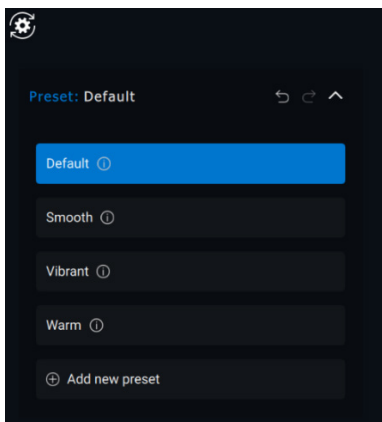 Preset: Default
Default
Smooth
Vibrant
Warm
Add new preset